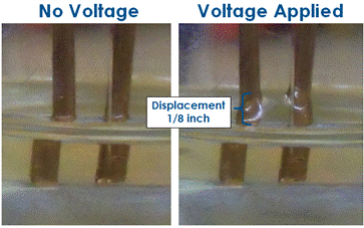 No Voltage
Voltage Applied
Displacement
1/8 inch